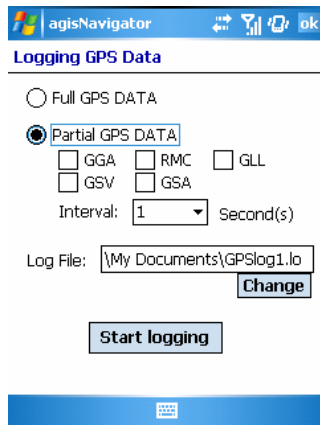 agisNavigator ok
Logging GPS Data
Full GPS DATA
Partial GPS DATA
GGA RMC GLL
GSV GSA
Interval: 1 Second(s)
Log File: \My Documents\GPSlog1.lo
Change
Start logging